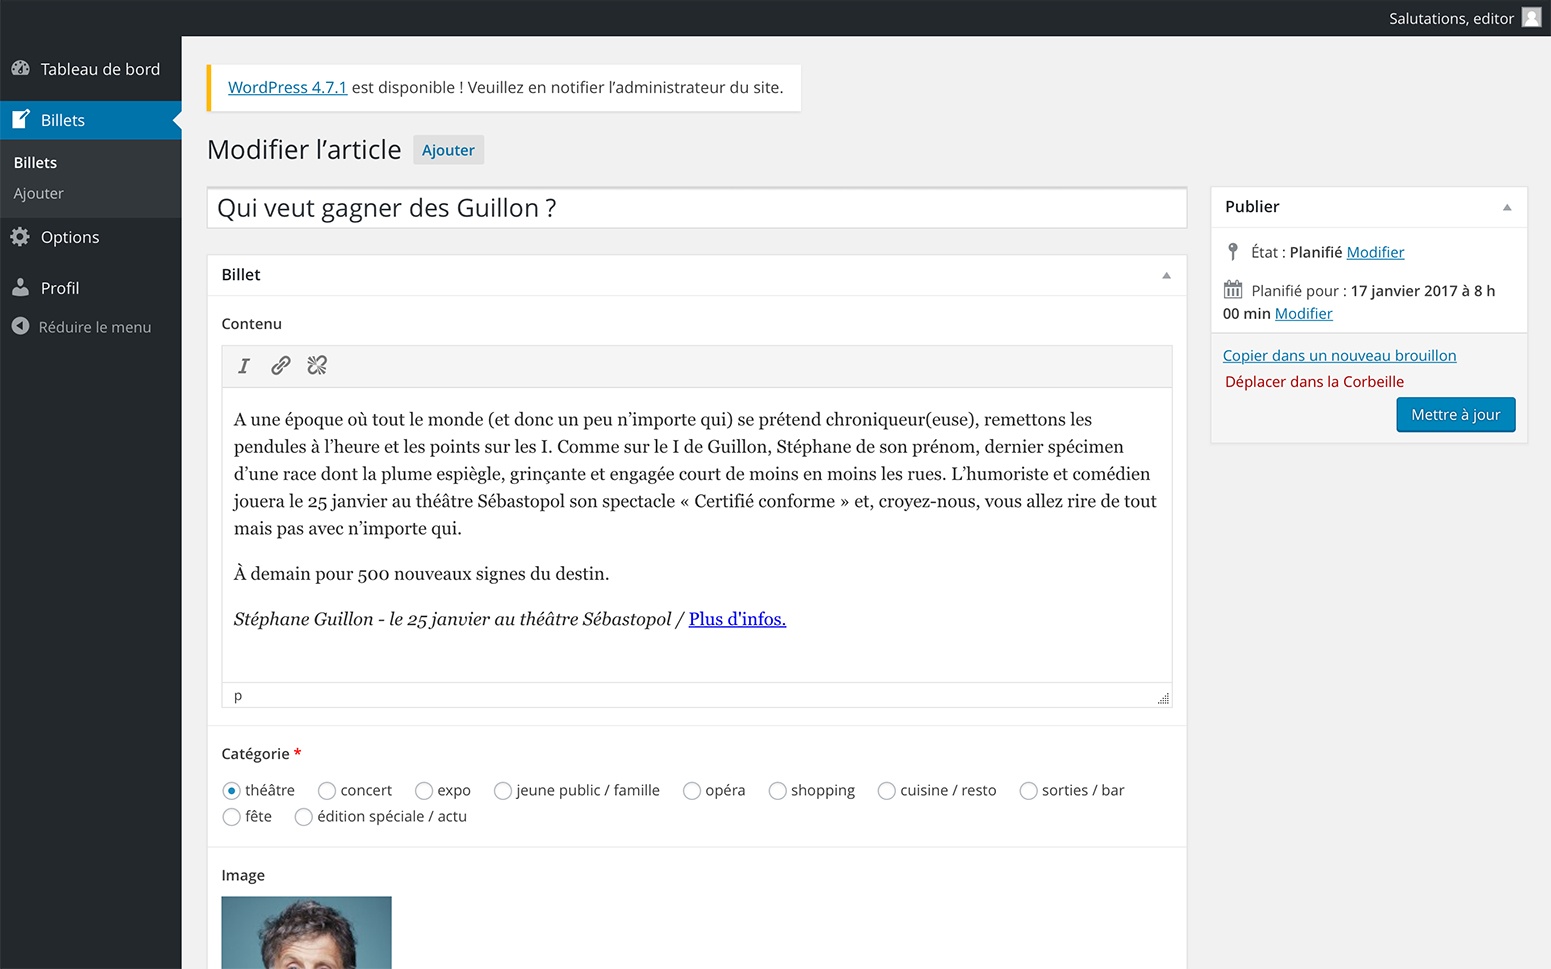 Salutations, editor
Tableau de bord
Billets
Billets
Ajouter
Options
Profil
Réduire le menu
WordPress 4.7.1 est disponible ! Veuillez en notifier l’administrateur du site.
Modifier l’article Ajouter
Qui veut gagner des Guillon ?
Billet
Contenu
A une époque où tout le monde (et donc un peu n’importe qui) se prétend chroniqueur(euse), remettons les
pendules à l’heure et les points sur les I. Comme sur le I de Guillon, Stéphane de son prénom, dernier spécimen
d’une race dont la plume espiègle, grinçante et engagée court de moins en moins les rues. L’humoriste et comédien
jouera le 25 janvier au théâtre Sébastopol son spectacle « Certifié conforme » et, croyez-nous, vous allez rire de tout
mais pas avec n’importe qui.
À demain pour 500 nouveaux signes du destin.
Stéphane Guillon - le 25 janvier au théâtre Sébastopol / Plus d'infos.
p
Catégorie *
théâtre concert expo jeune public / famille opéra shopping cuisine / resto sorties / bar
fête édition spéciale / actu
Image
Publier
État : Planifié Modifier
Planifié pour : 17 janvier 2017 à 8 h
00 min Modifier
Copier dans un nouveau brouillon
Déplacer dans la Corbeille
Mettre à jour